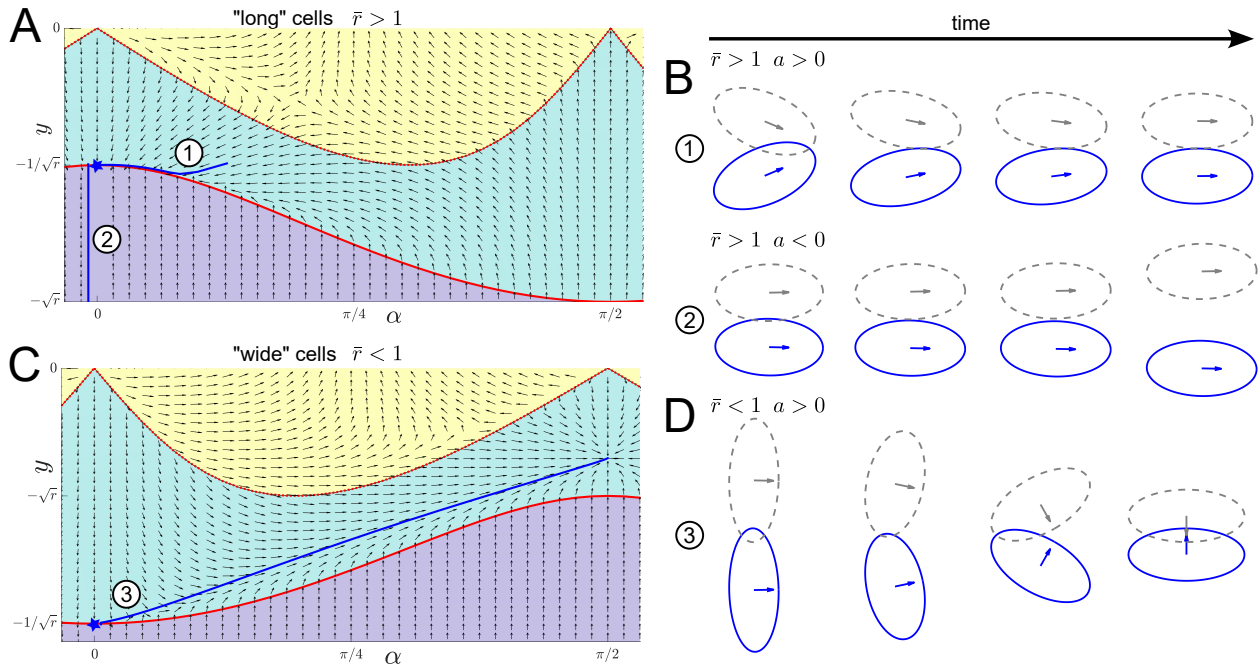 A
"long" cells r̄ > 1
0
y
-1/√r̄
-√r̄
1
2
0
π/4
α
π/2
C
"wide" cells r̄ < 1
0
y
-√r̄
-1/√r̄
3
0
π/4
α
π/2
time
B
r̄ > 1 a > 0
1
r̄ > 1 a < 0
2
D
r̄ < 1 a > 0
3